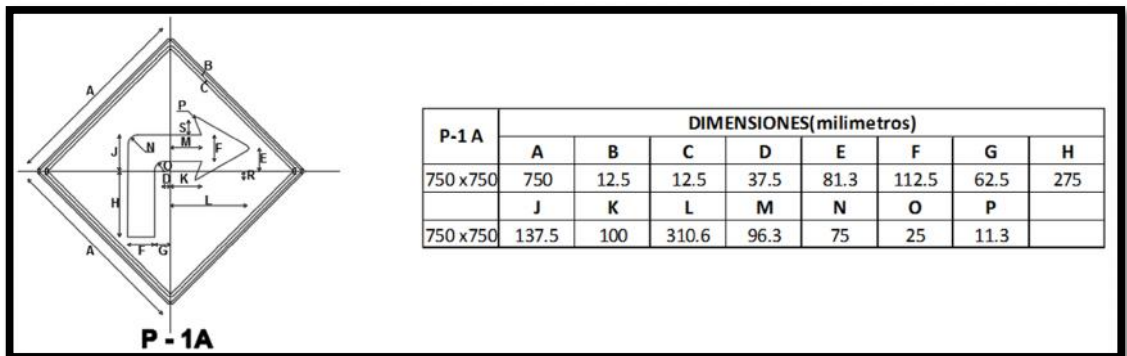 A
B
C
P
S
M
F
J
N
E
O
D
K
R
H
L
F
G
A
P - 1A
P-1 A DIMENSIONES(milimetros)
A B C D E F G H
750 x750 750 12.5 12.5 37.5 81.3 112.5 62.5 275
J K L M N O P
750 x750 137.5 100 310.6 96.3 75 25 11.3